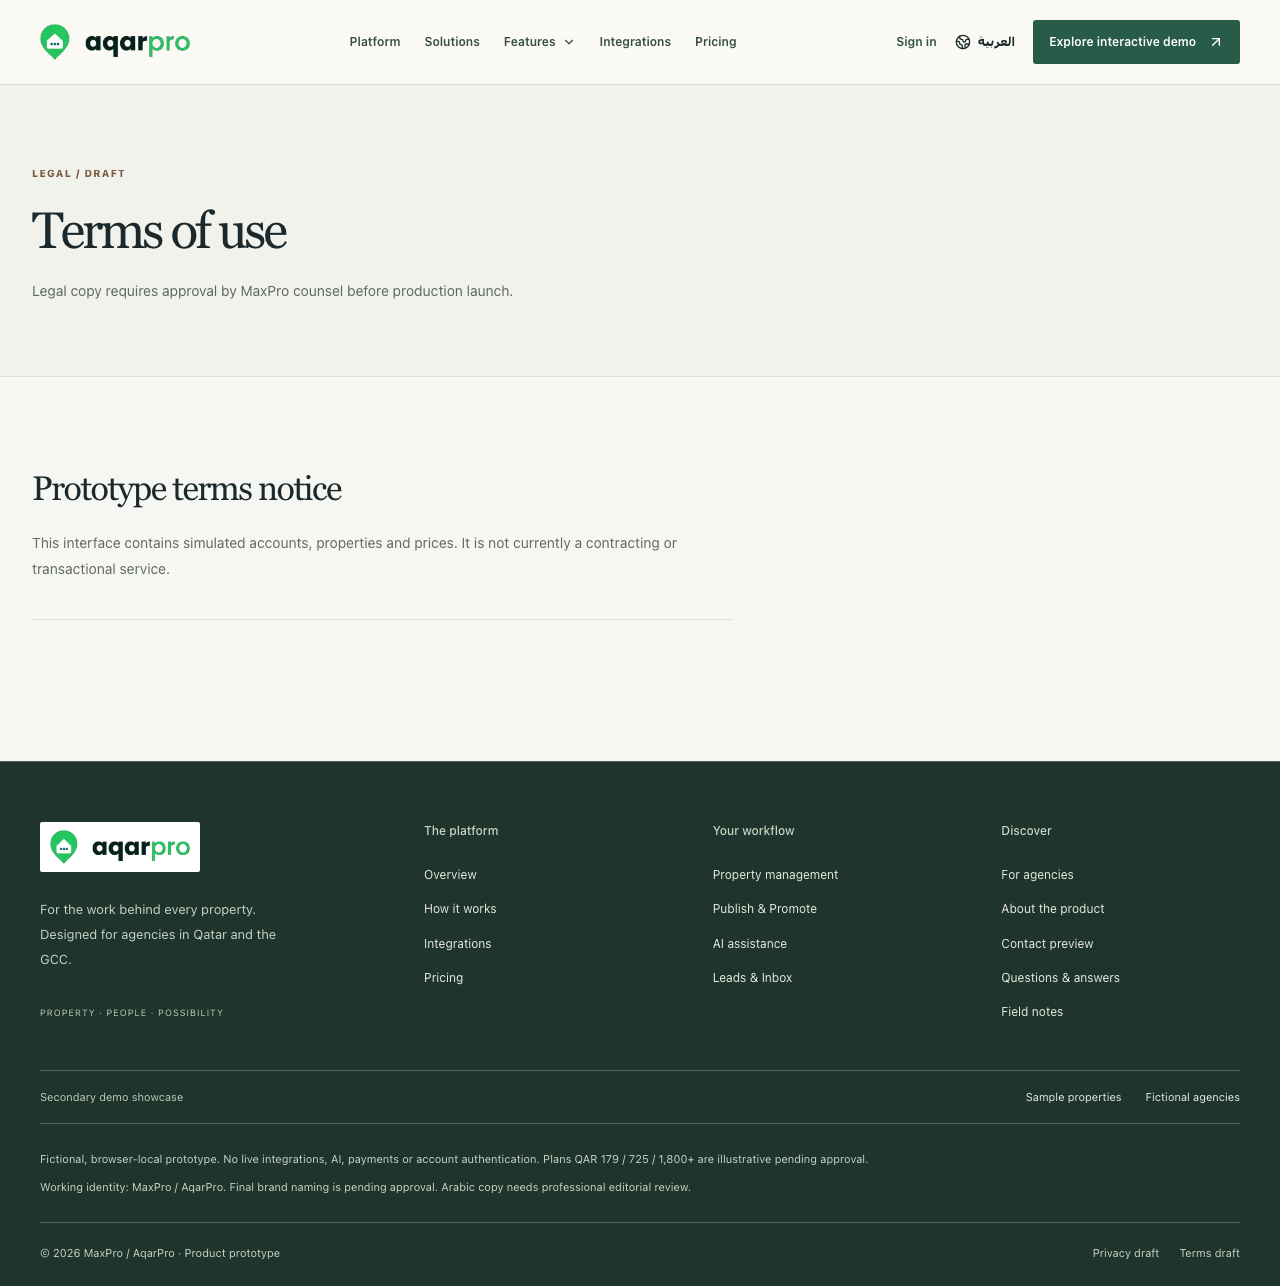 aqarpro
Platform
Solutions
Features
Integrations
Pricing
Sign in
العربية
Explore interactive demo
LEGAL / DRAFT
Terms of use
Legal copy requires approval by MaxPro counsel before production launch.
Prototype terms notice
This interface contains simulated accounts, properties and prices. It is not currently a contracting or
transactional service.
aqarpro
For the work behind every property.
Designed for agencies in Qatar and the
GCC.
PROPERTY · PEOPLE · POSSIBILITY
The platform
Overview
How it works
Integrations
Pricing
Your workflow
Property management
Publish & Promote
AI assistance
Leads & Inbox
Discover
For agencies
About the product
Contact preview
Questions & answers
Field notes
Secondary demo showcase
Sample properties
Fictional agencies
Fictional, browser-local prototype. No live integrations, AI, payments or account authentication. Plans QAR 179 / 725 / 1,800+ are illustrative pending approval.
Working identity: MaxPro / AqarPro. Final brand naming is pending approval. Arabic copy needs professional editorial review.
© 2026 MaxPro / AqarPro · Product prototype
Privacy draft
Terms draft